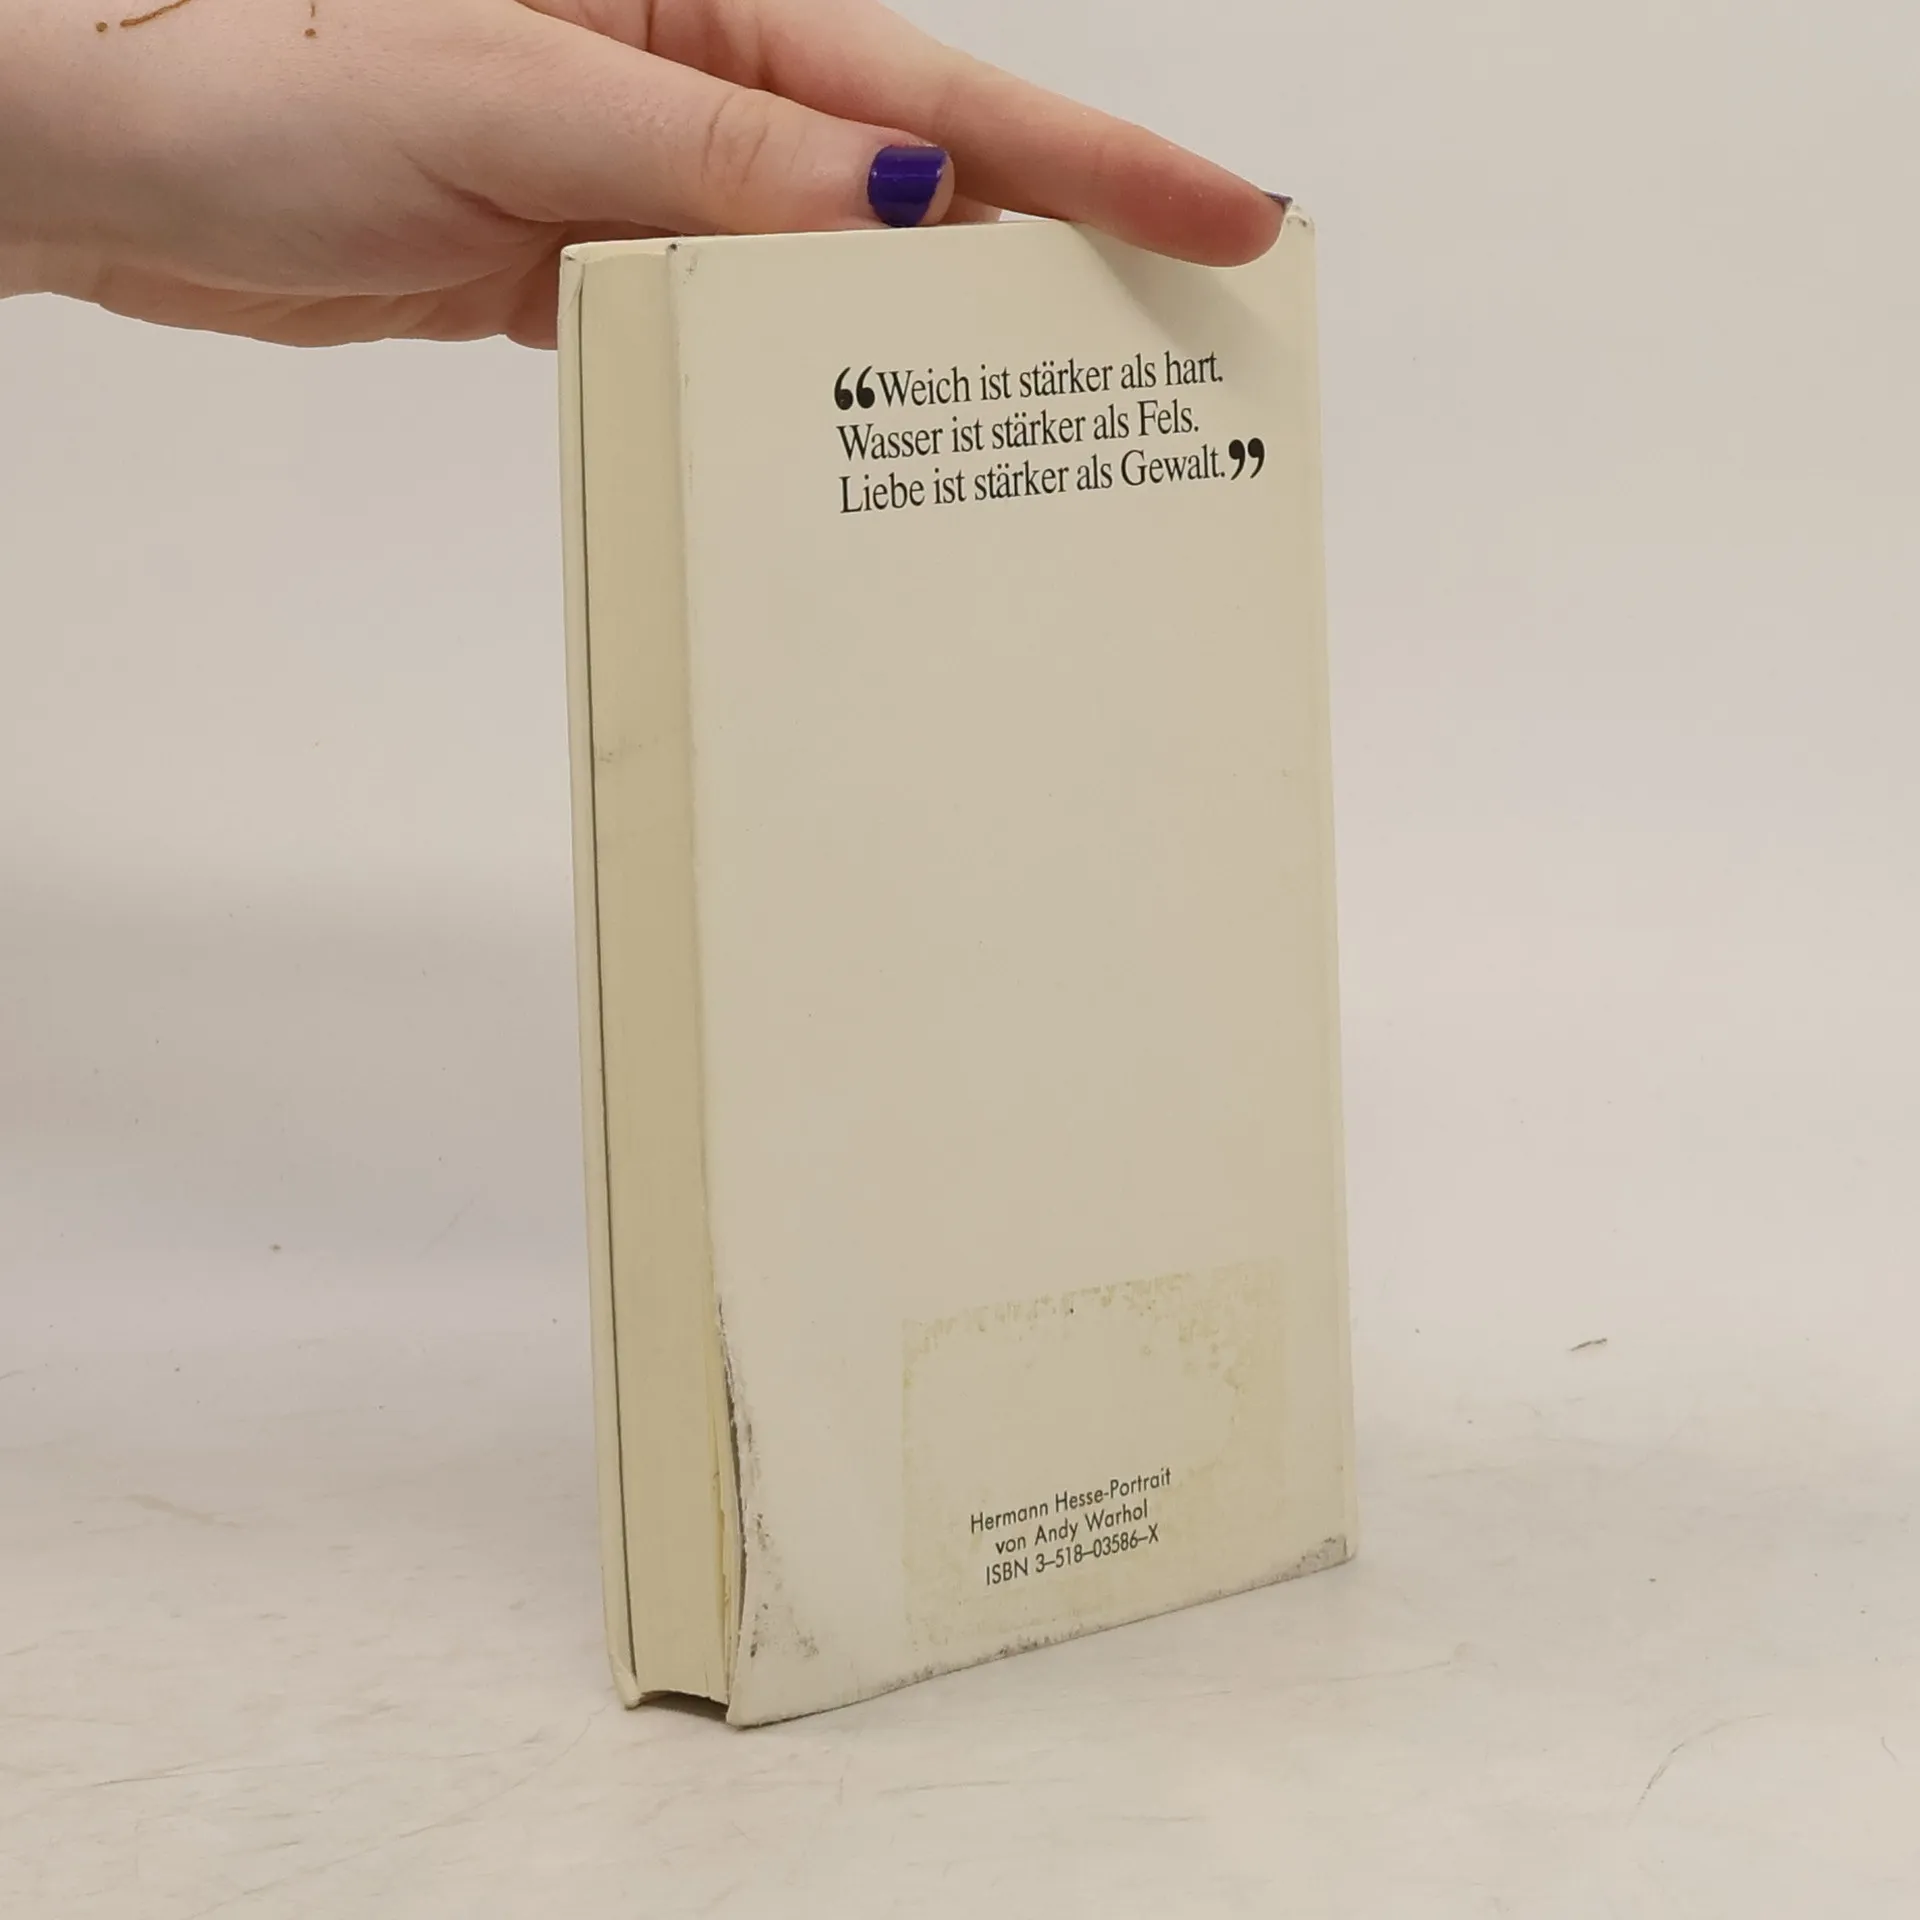 “Weich ist stärker als hart.
Wasser ist stärker als Fels.
Liebe ist stärker als Gewalt.”
Hermann Hesse-Portrait
von Andy Warhol
ISBN 3–518–03586–X